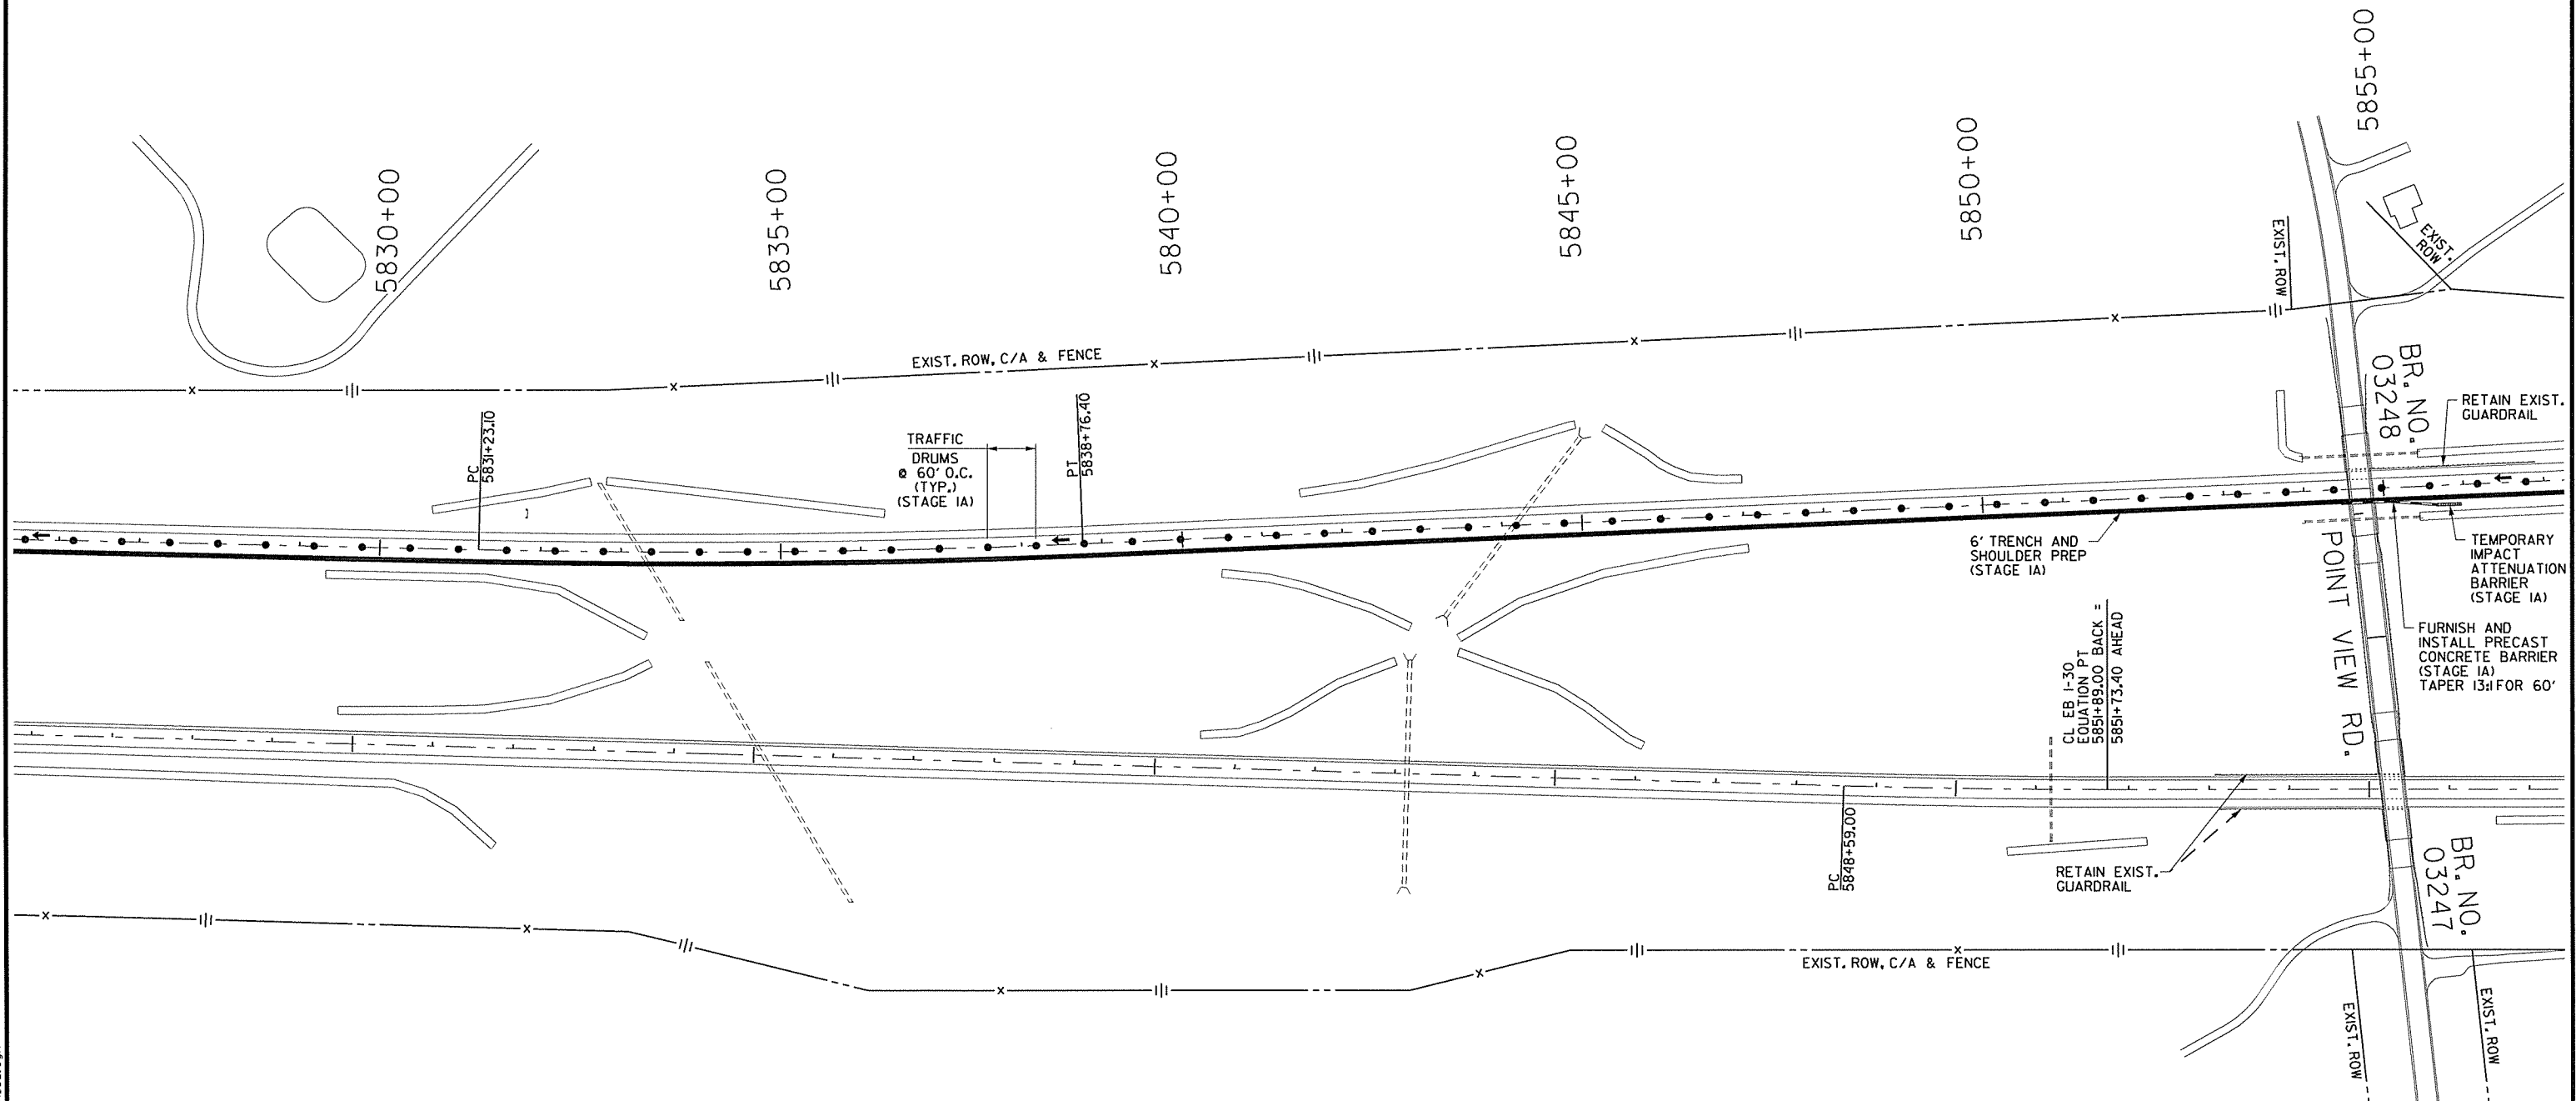 5830+00
5835+00
5840+00
5845+00
5850+00
5855+00
EXIST. ROW
EXIST.
ROW
EXIST. ROW, C/A & FENCE
BR. NO.
03248
RETAIN EXIST.
GUARDRAIL
PC
5831+23.10
TRAFFIC
DRUMS
@ 60' O.C.
(TYP.)
(STAGE 1A)
PT
5838+76.40
6' TRENCH AND
SHOULDER PREP
(STAGE 1A)
POINT VIEW RD.
TEMPORARY
IMPACT
ATTENUATION
BARRIER
(STAGE 1A)
FURNISH AND
INSTALL PRECAST
CONCRETE BARRIER
(STAGE 1A)
TAPER 13:1 FOR 60'
CL EB I-30
EQUATION PT
5851+89.00 BACK =
5851+73.40 AHEAD
PC
5848+59.00
RETAIN EXIST.
GUARDRAIL
BR. NO.
03247
EXIST. ROW, C/A & FENCE
EXIST. ROW
EXIST. ROW